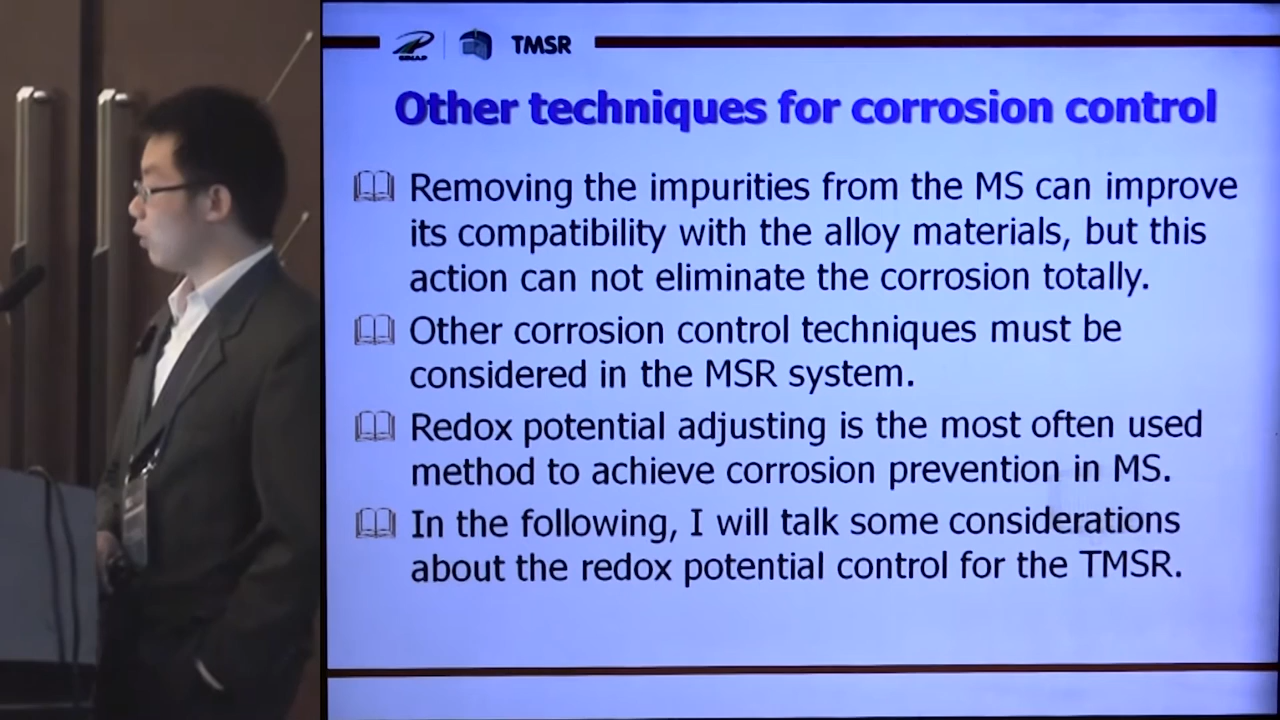 SINAP
TMSR
Other techniques for corrosion control
Removing the impurities from the MS can improve
its compatibility with the alloy materials, but this
action can not eliminate the corrosion totally.
Other corrosion control techniques must be
considered in the MSR system.
Redox potential adjusting is the most often used
method to achieve corrosion prevention in MS.
In the following, I will talk some considerations
about the redox potential control for the TMSR.